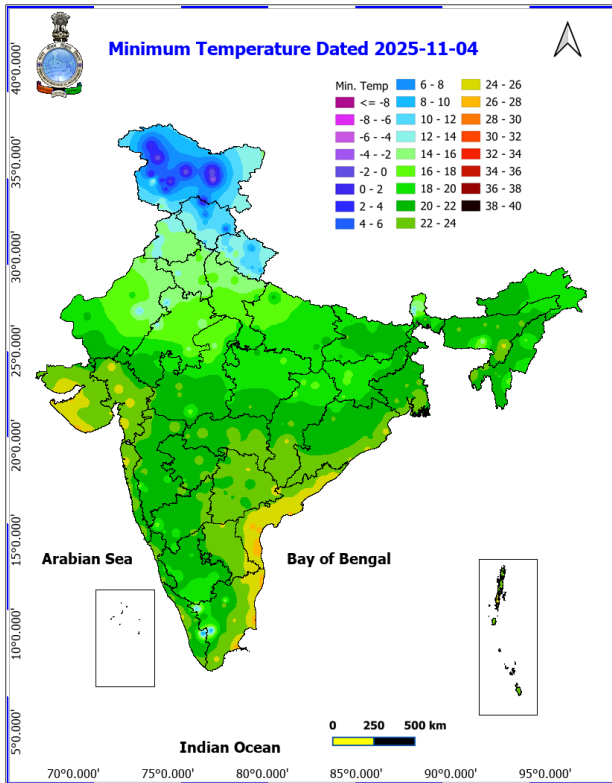 Minimum Temperature Dated 2025-11-04
Min. Temp
<= -8
-8 - -6
-6 - -4
-4 - -2
-2 - 0
0 - 2
2 - 4
4 - 6
6 - 8
8 - 10
10 - 12
12 - 14
14 - 16
16 - 18
18 - 20
20 - 22
22 - 24
24 - 26
26 - 28
28 - 30
30 - 32
32 - 34
34 - 36
36 - 38
38 - 40
40°0.000'
35°0.000'
30°0.000'
25°0.000'
20°0.000'
15°0.000'
10°0.000'
5°0.000'
Arabian Sea
Bay of Bengal
Indian Ocean
0 250 500 km
70°0.000' 75°0.000' 80°0.000' 85°0.000' 90°0.000' 95°0.000'